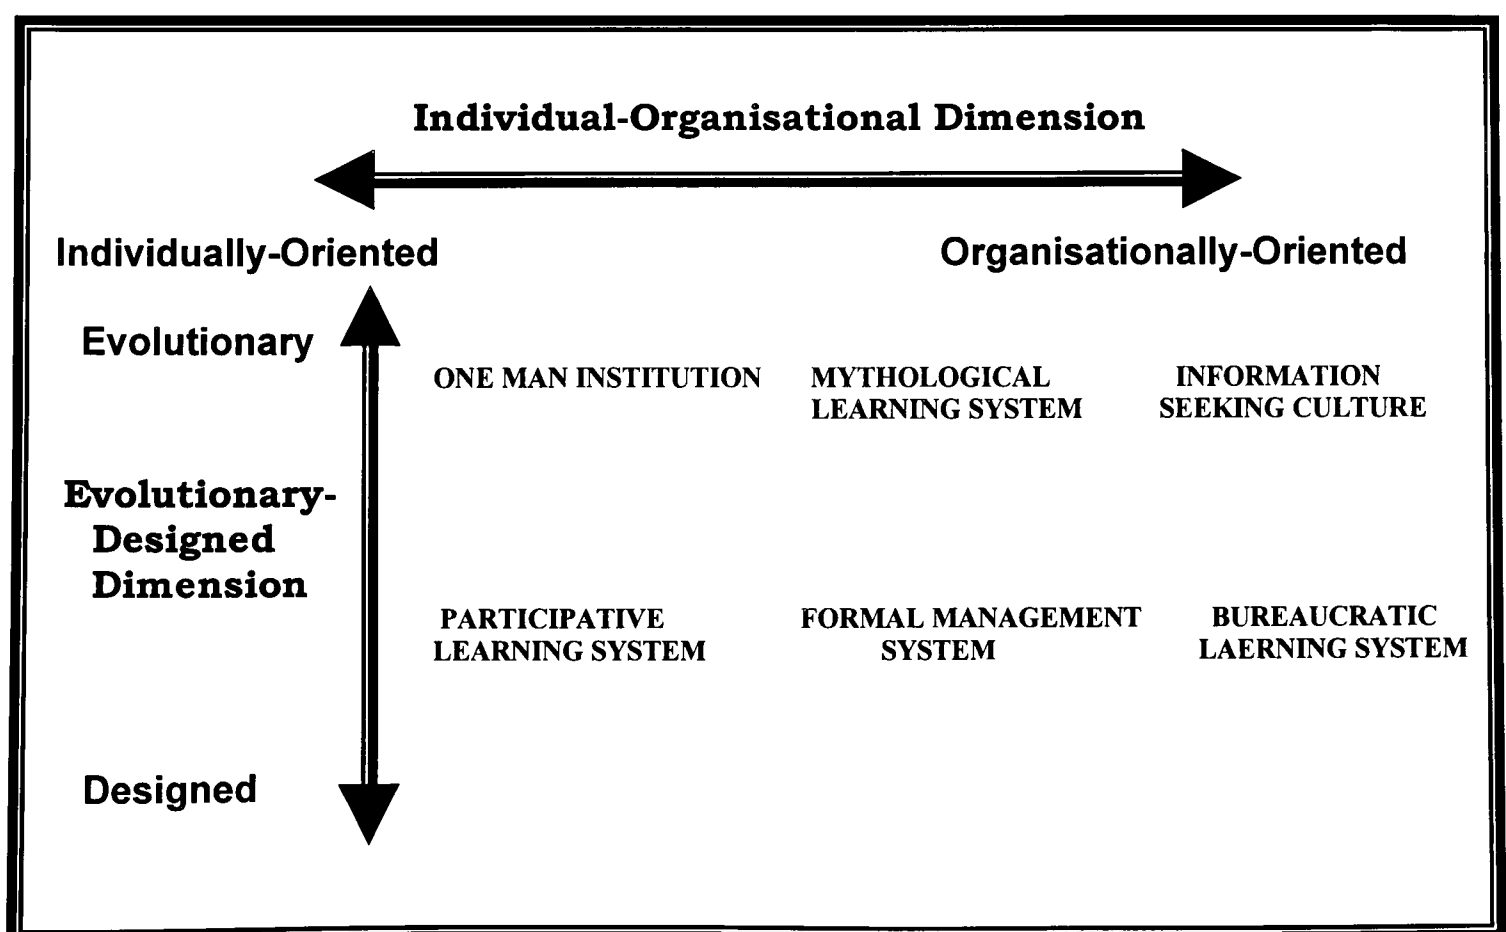 Individual-Organisational Dimension
Individually-Oriented
Organisationally-Oriented
Evolutionary
ONE MAN INSTITUTION
MYTHOLOGICAL
LEARNING SYSTEM
INFORMATION
SEEKING CULTURE
Evolutionary-
Designed
Dimension
PARTICIPATIVE
LEARNING SYSTEM
FORMAL MANAGEMENT
SYSTEM
BUREAUCRATIC
LAERNING SYSTEM
Designed